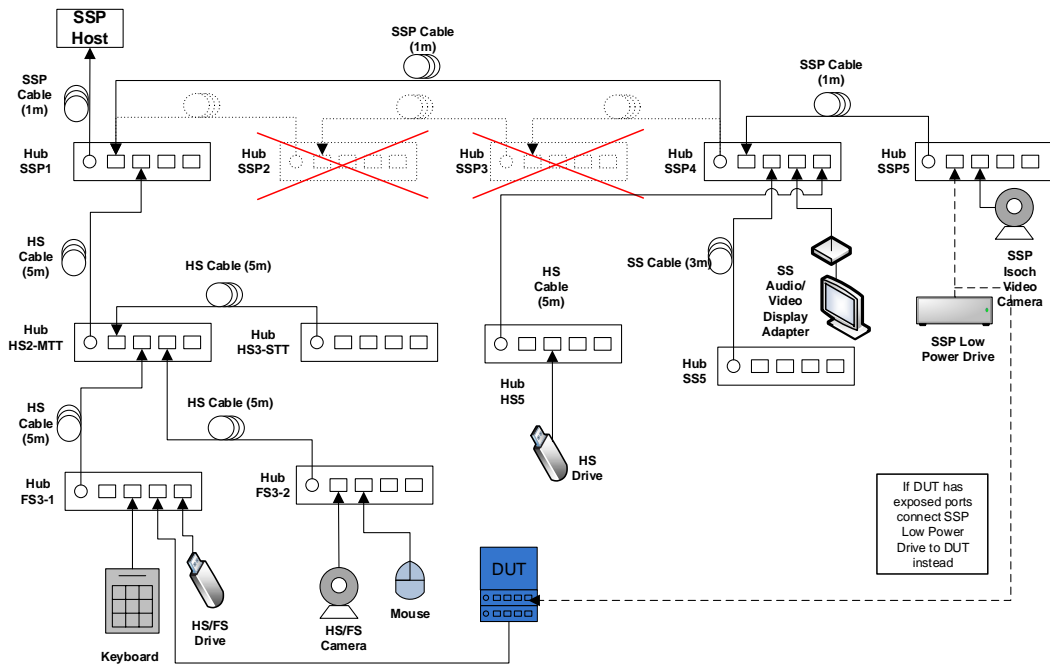 SSP
Host
SSP
Cable
(1m)
SSP Cable
(1m)
SSP Cable
(1m)
Hub
SSP1
Hub
SSP2
Hub
SSP3
Hub
SSP4
Hub
SSP5
HS
Cable
(5m)
HS Cable (5m)
HS
Cable
(5m)
SS Cable (3m)
SS
Audio/
Video
Display
Adapter
SSP
Isoch
Video
Camera
SSP Low
Power Drive
Hub
HS2-MTT
Hub
HS3-STT
Hub
HS5
Hub
SS5
HS
Cable
(5m)
HS Cable (5m)
HS
Drive
Hub
FS3-1
Hub
FS3-2
If DUT has
exposed ports
connect SSP
Low Power
Drive to DUT
instead
DUT
Keyboard
HS/FS
Drive
HS/FS
Camera
Mouse